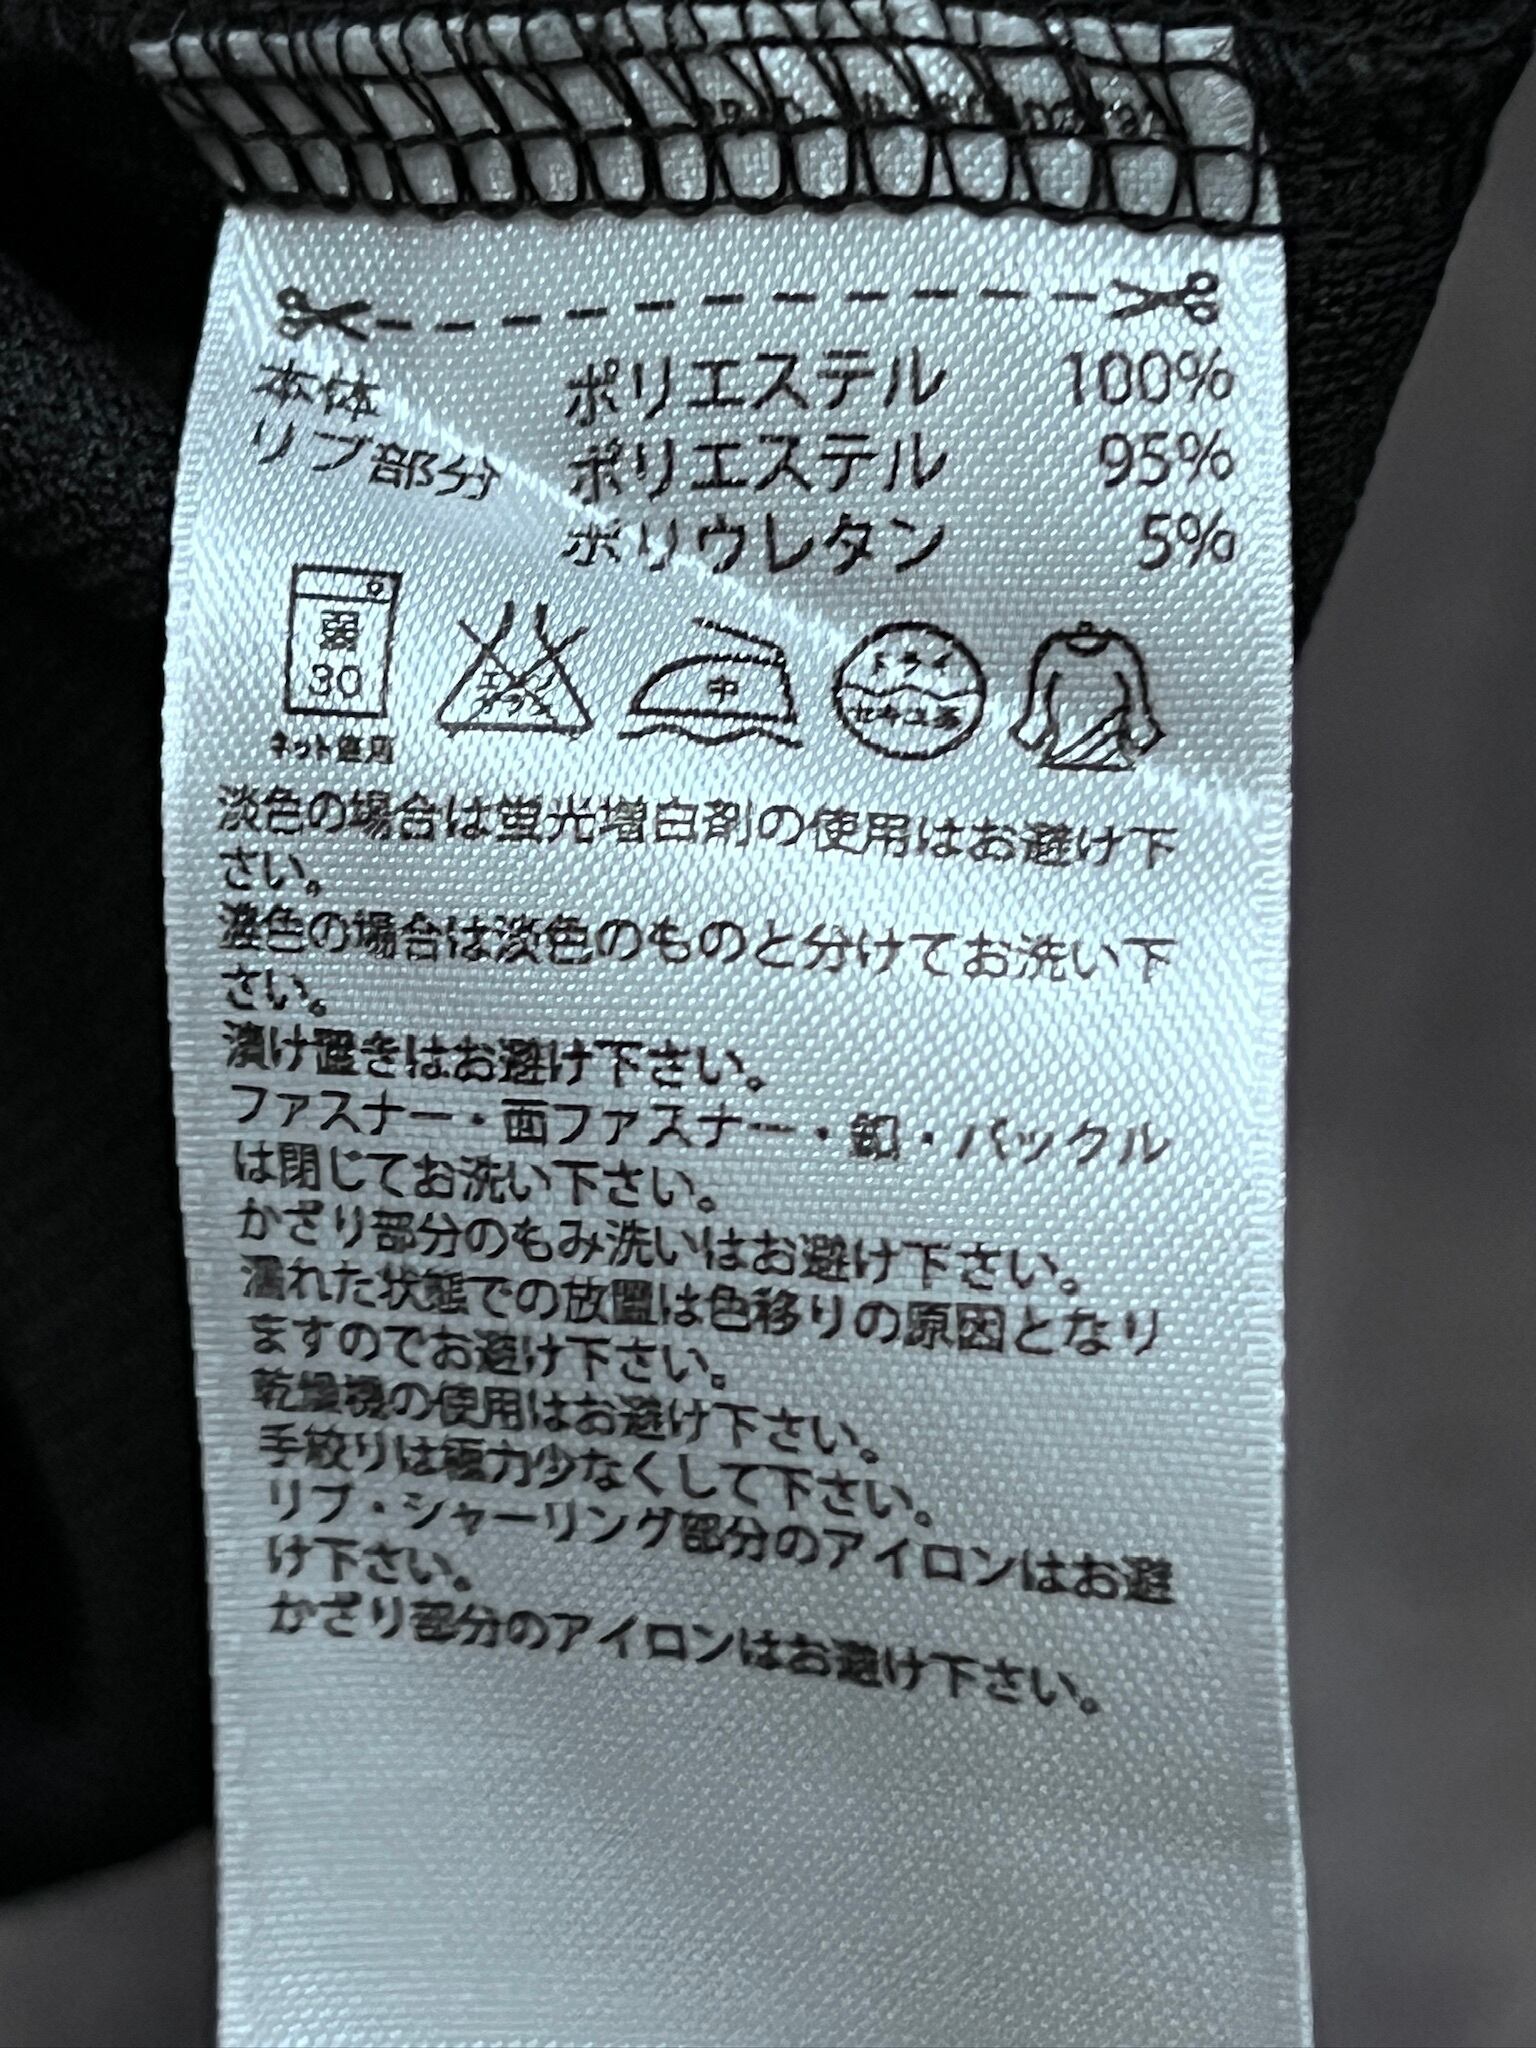 本体 ポリエステル 100%
リブ部分 ポリエステル 95%
ポリウレタン 5%
弱
30
ネット使用
エンソ
サラシ
中
ドライ
セキユ系
淡色の場合は蛍光増白剤の使用はお避け下
さい。
濃色の場合は淡色のものと分けてお洗い下
さい。
漬け置きはお避け下さい。
ファスナー・面ファスナー・釦・バックル
は閉じてお洗い下さい。
かざり部分のもみ洗いはお避け下さい。
濡れた状態での放置は色移りの原因となり
ますのでお避け下さい。
乾燥機の使用はお避け下さい。
手絞りは極力少なくして下さい。
リブ・シャーリング部分のアイロンはお避
け下さい。
かざり部分のアイロンはお避け下さい。